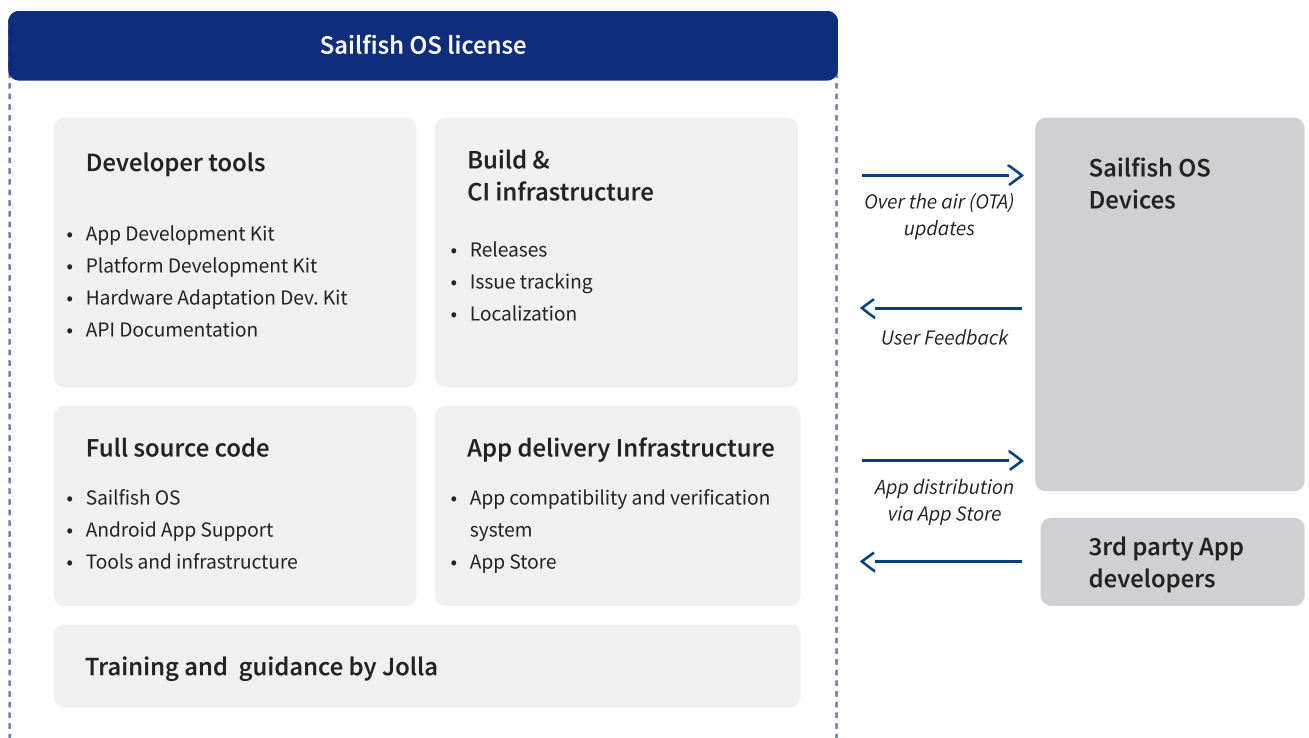 Sailfish OS license
Developer tools
• App Development Kit
• Platform Development Kit
• Hardware Adaptation Dev. Kit
• API Documentation
Build &
CI infrastructure
• Releases
• Issue tracking
• Localization
Full source code
• Sailfish OS
• Android App Support
• Tools and infrastructure
App delivery Infrastructure
• App compatibility and verification
system
• App Store
Training and  guidance by Jolla
Over the air (OTA)
updates
User Feedback
App distribution
via App Store
Sailfish OS
Devices
3rd party App
developers